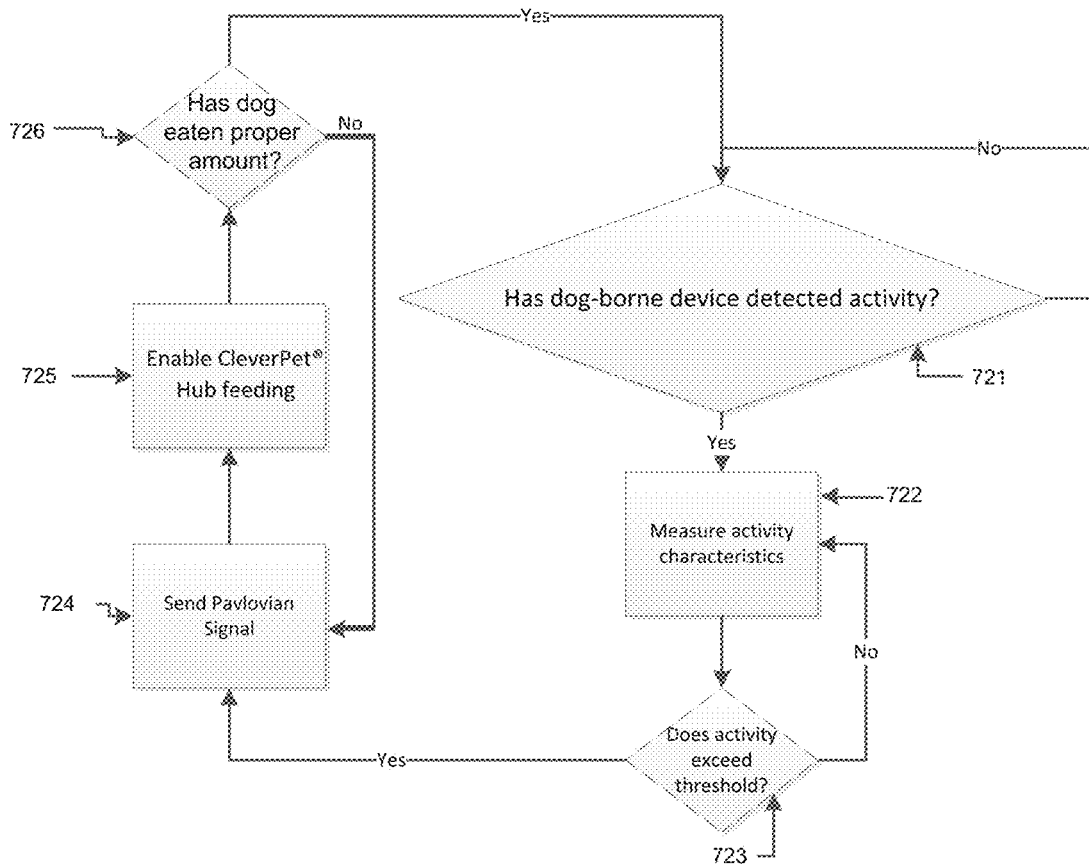 Yes
Has dog
eaten proper
amount?
No
726
No
Has dog-borne device detected activity?
721
Enable CleverPet®
Hub feeding
725
Yes
722
Measure activity
characteristics
724
Send Pavlovian
Signal
No
Does activity
exceed
threshold?
Yes
723